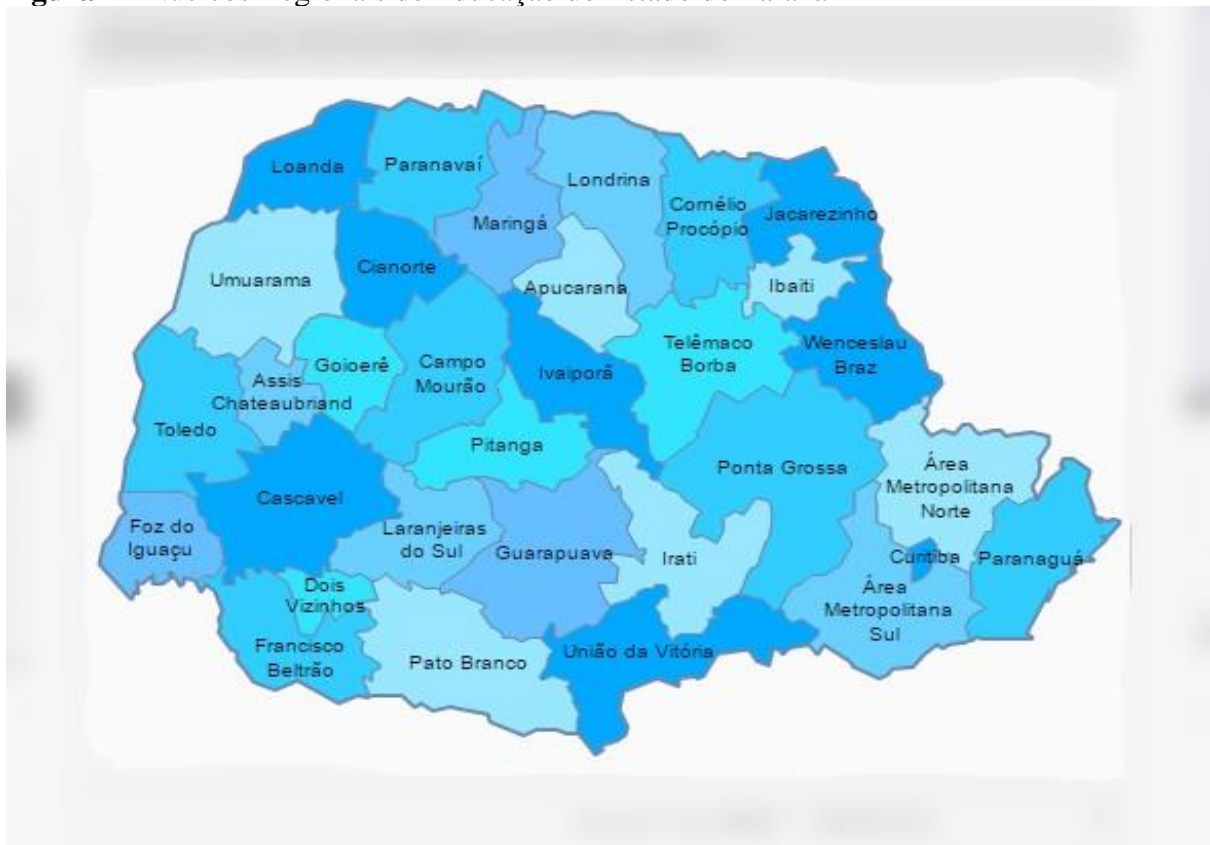 Loanda
Paranavaí
Londrina
Cornélio
Procópio
Jacarezinho
Maringá
Umuarama
Cianorte
Apucarana
Ibaiti
Goioerê
Campo
Mourão
Ivaiporã
Telêmaco
Borba
Wenceslau
Braz
Assis
Chateaubriand
Toledo
Pitanga
Ponta Grossa
Área
Metropolitana
Norte
Cascavel
Foz do
Iguaçu
Laranjeiras
do Sul
Guarapuava
Irati
Curitiba
Paranaguá
Dois
Vizinhos
Área
Metropolitana
Sul
Francisco
Beltrão
Pato Branco
União da Vitória